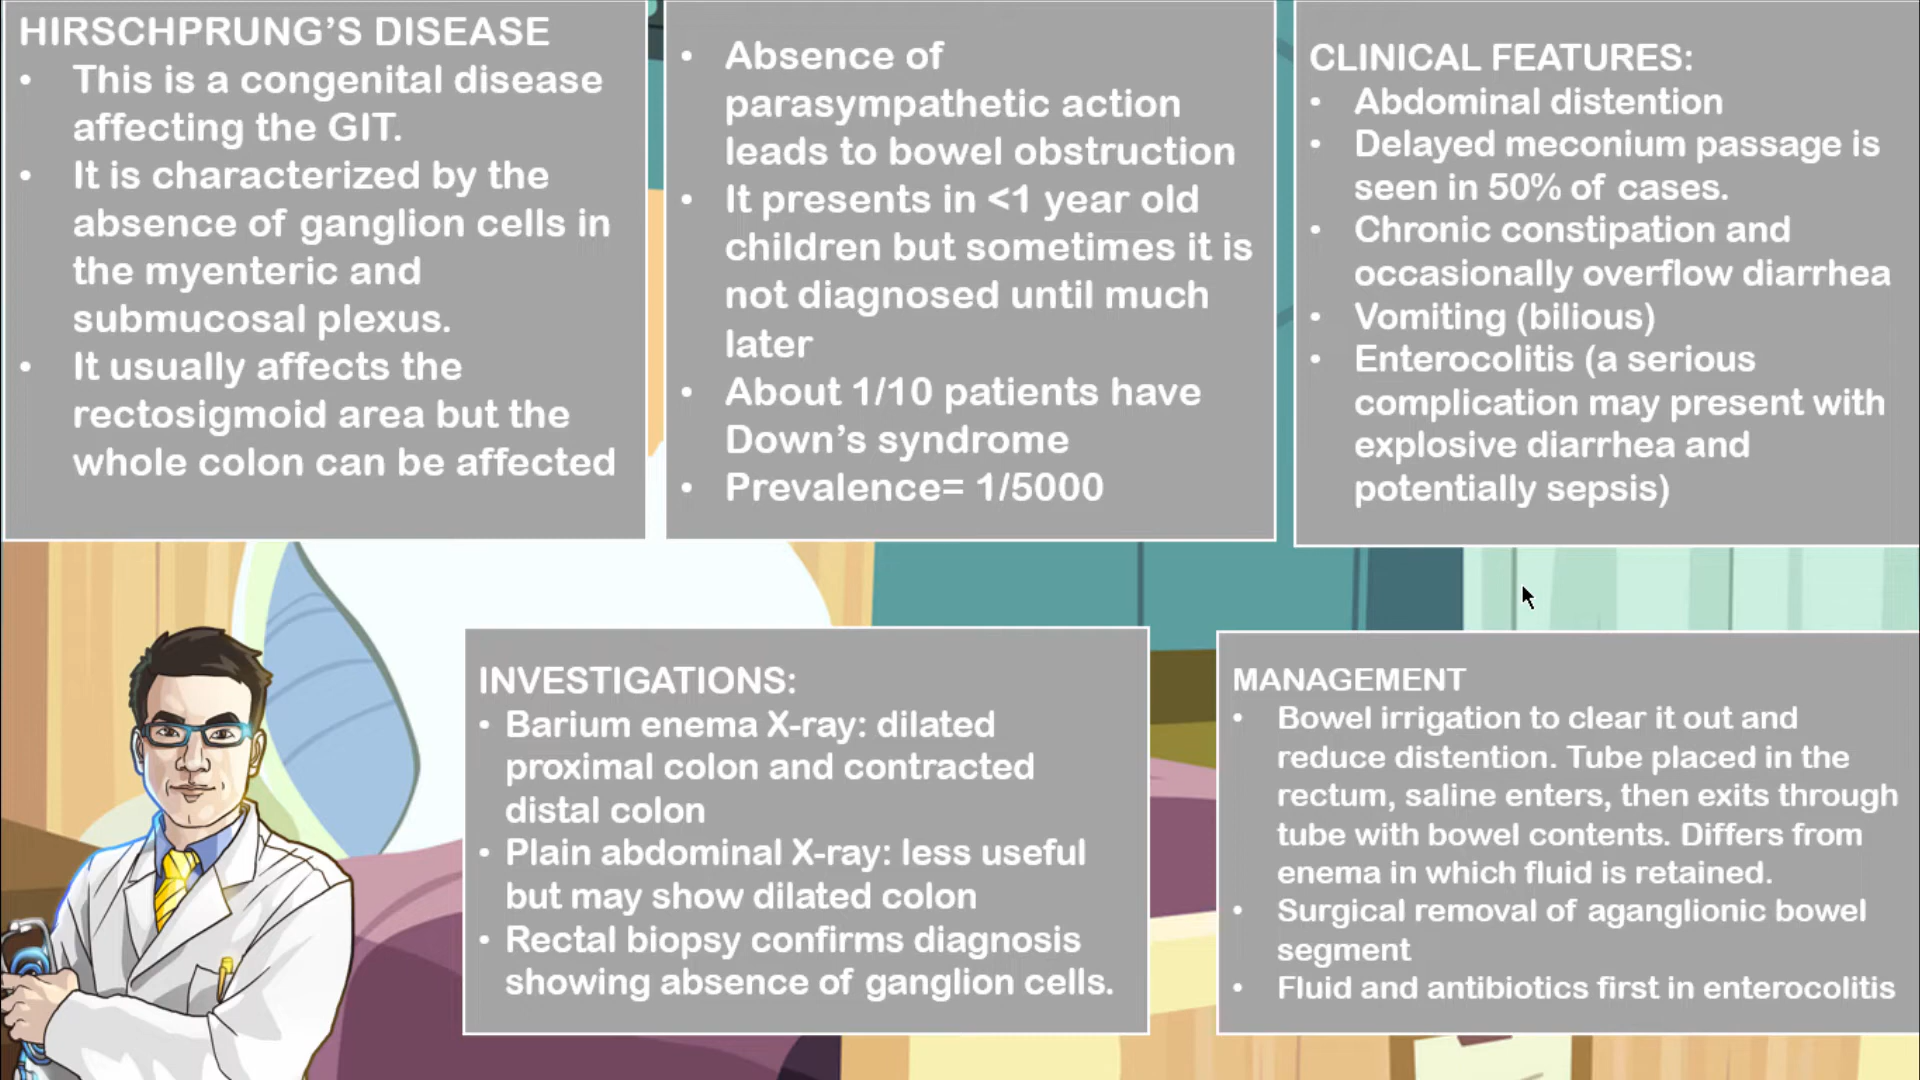 HIRSCHPRUNG'S DISEASE
• This is a congenital disease
affecting the GIT.
• It is characterized by the
absence of ganglion cells in
the myenteric and
submucosal plexus.
• It usually affects the
rectosigmoid area but the
whole colon can be affected
• Absence of
parasympathetic action
leads to bowel obstruction
• It presents in <1 year old
children but sometimes it is
not diagnosed until much
later
• About 1/10 patients have
Down's syndrome
• Prevalence= 1/5000
CLINICAL FEATURES:
• Abdominal distention
• Delayed meconium passage is
seen in 50% of cases.
• Chronic constipation and
occasionally overflow diarrhea
• Vomiting (bilious)
• Enterocolitis (a serious
complication may present with
explosive diarrhea and
potentially sepsis)
INVESTIGATIONS:
• Barium enema X-ray: dilated
proximal colon and contracted
distal colon
• Plain abdominal X-ray: less useful
but may show dilated colon
• Rectal biopsy confirms diagnosis
showing absence of ganglion cells.
MANAGEMENT
• Bowel irrigation to clear it out and
reduce distention. Tube placed in the
rectum, saline enters, then exits through
tube with bowel contents. Differs from
enema in which fluid is retained.
• Surgical removal of aganglionic bowel
segment
• Fluid and antibiotics first in enterocolitis